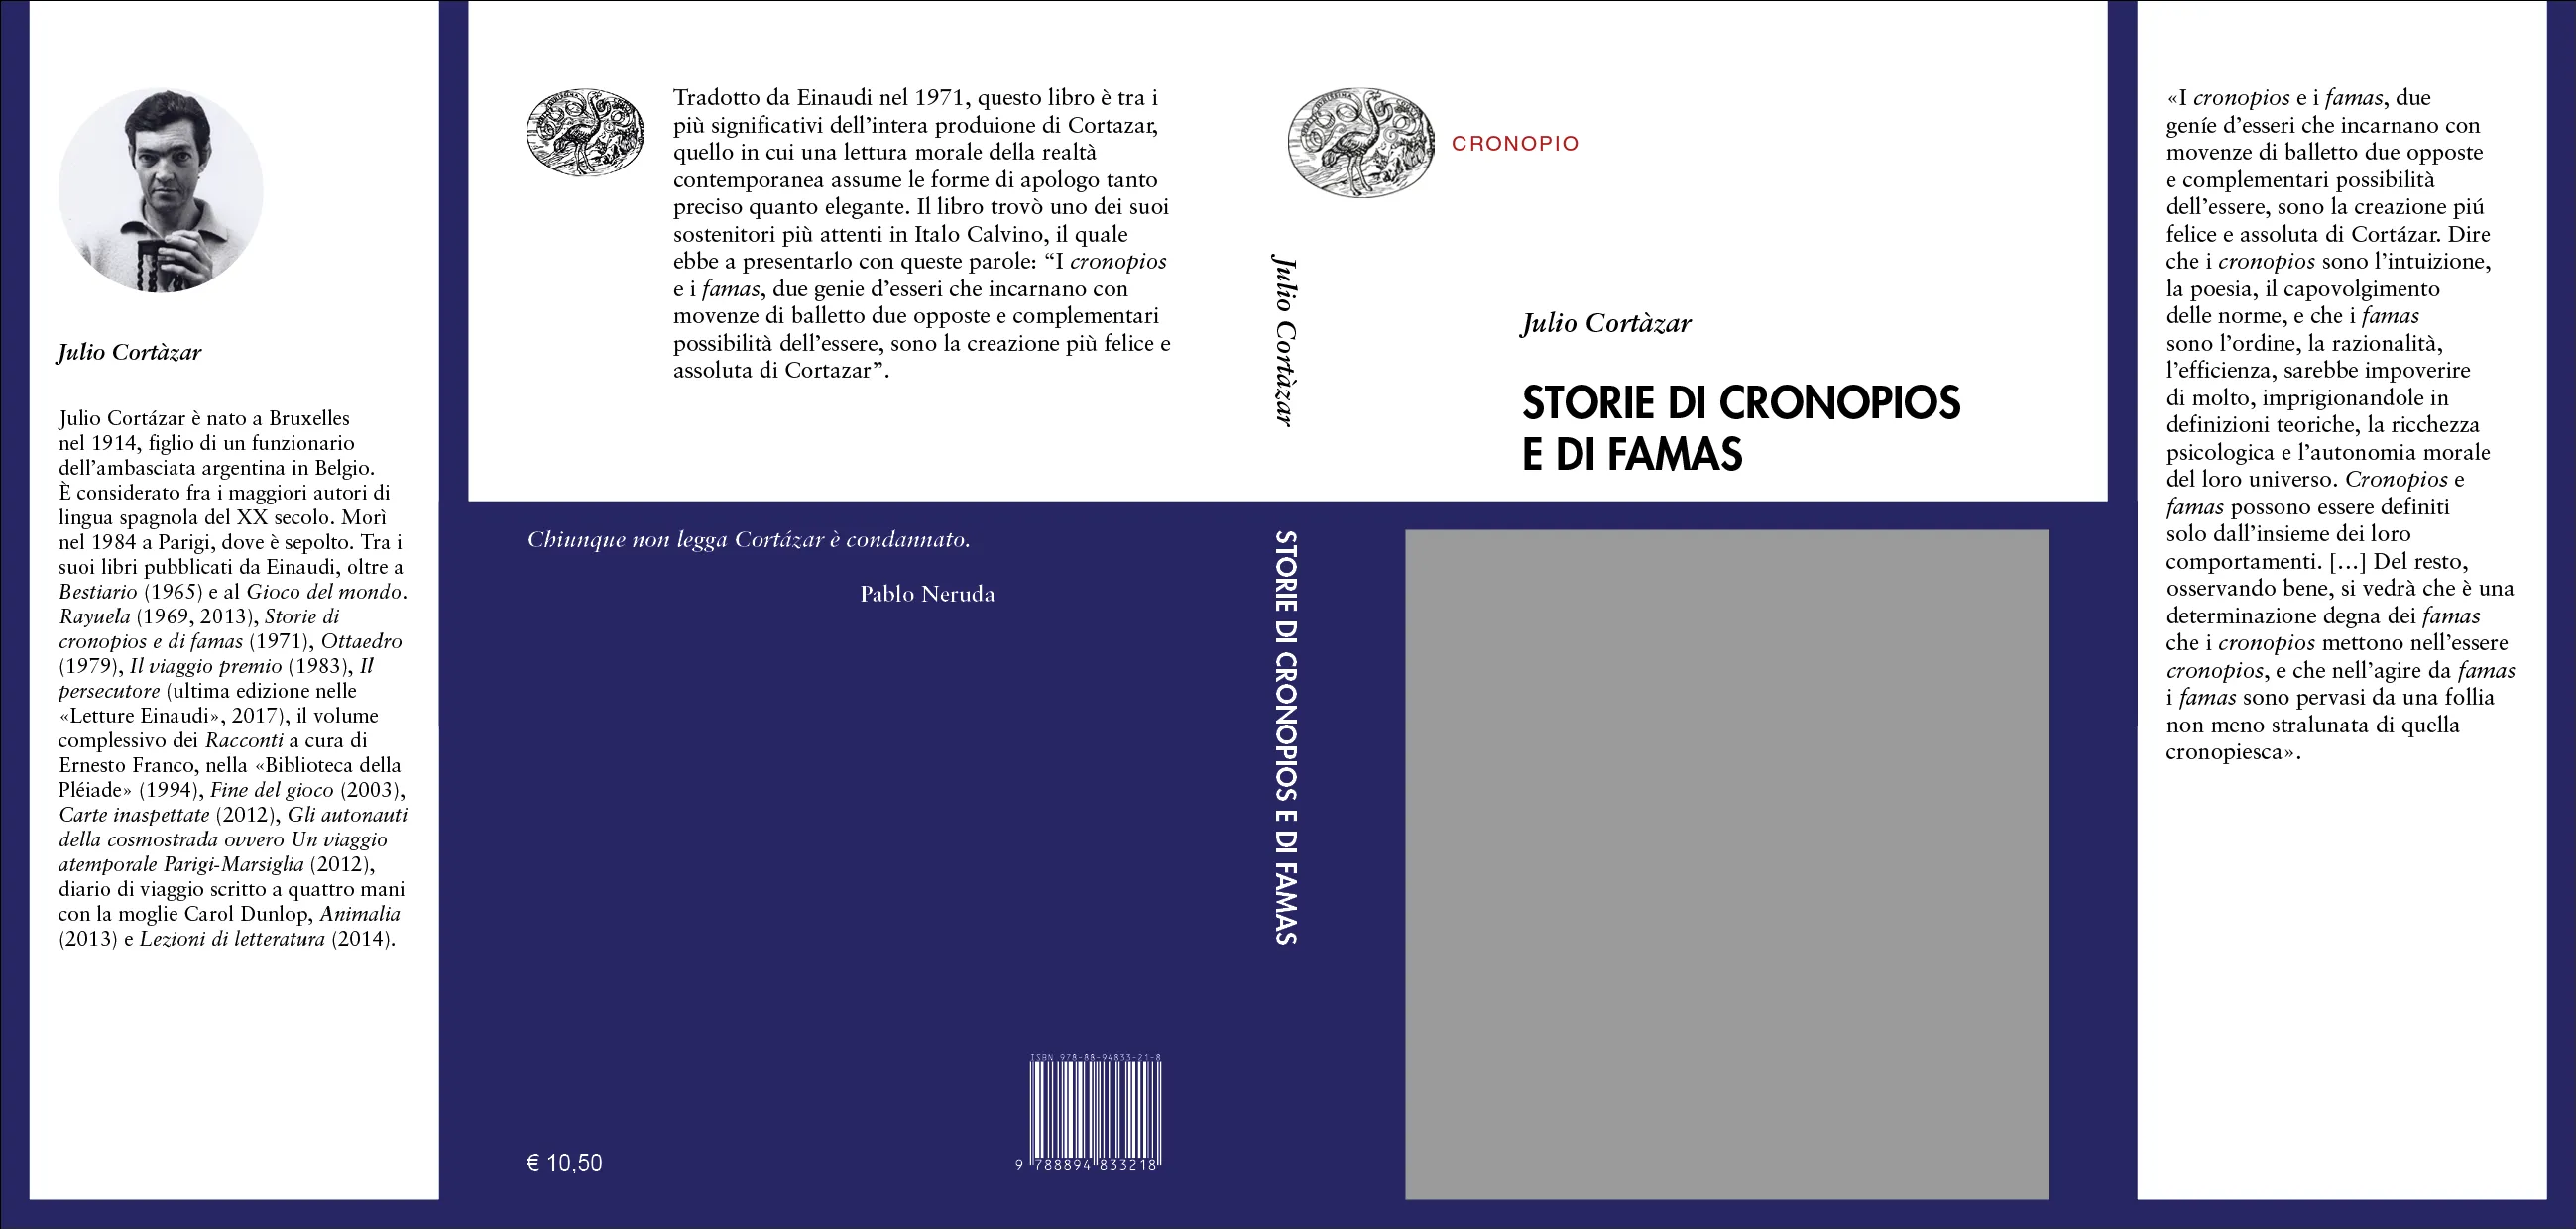 Julio Cortàzar
Julio Cortázar è nato a Bruxelles
nel 1914, figlio di un funzionario
dell’ambasciata argentina in Belgio.
È considerato fra i maggiori autori di
lingua spagnola del XX secolo. Morì
nel 1984 a Parigi, dove è sepolto. Tra i
suoi libri pubblicati da Einaudi, oltre a
Bestiario (1965) e al Gioco del mondo.
Rayuela (1969, 2013), Storie di
cronopios e di famas (1971), Ottaedro
(1979), Il viaggio premio (1983), Il
persecutore (ultima edizione nelle
«Letture Einaudi», 2017), il volume
complessivo dei Racconti a cura di
Ernesto Franco, nella «Biblioteca della
Pléiade» (1994), Fine del gioco (2003),
Carte inaspettate (2012), Gli autonauti
della cosmostrada ovvero Un viaggio
atemporale Parigi-Marsiglia (2012),
diario di viaggio scritto a quattro mani
con la moglie Carol Dunlop, Animalia
(2013) e Lezioni di letteratura (2014).
Tradotto da Einaudi nel 1971, questo libro è tra i
più significativi dell’intera produione di Cortazar,
quello in cui una lettura morale della realtà
contemporanea assume le forme di apologo tanto
preciso quanto elegante. Il libro trovò uno dei suoi
sostenitori più attenti in Italo Calvino, il quale
ebbe a presentarlo con queste parole: “I cronopios
e i famas, due genie d’esseri che incarnano con
movenze di balletto due opposte e complementari
possibilità dell’essere, sono la creazione più felice e
assoluta di Cortazar”.
Chiunque non legga Cortázar è condannato.
Pablo Neruda
€ 10,50
ISBN 978-88-94833-21-8
9 788894 833218
Julio Cortàzar
STORIE DI CRONOPIOS E DI FAMAS
CRONOPIO
Julio Cortàzar
STORIE DI CRONOPIOS
E DI FAMAS
«I cronopios e i famas, due
geníe d’esseri che incarnano con
movenze di balletto due opposte
e complementari possibilità
dell’essere, sono la creazione piú
felice e assoluta di Cortázar. Dire
che i cronopios sono l’intuizione,
la poesia, il capovolgimento
delle norme, e che i famas
sono l’ordine, la razionalità,
l’efficienza, sarebbe impoverire
di molto, imprigionandole in
definizioni teoriche, la ricchezza
psicologica e l’autonomia morale
del loro universo. Cronopios e
famas possono essere definiti
solo dall’insieme dei loro
comportamenti. […] Del resto,
osservando bene, si vedrà che è una
determinazione degna dei famas
che i cronopios mettono nell’essere
cronopios, e che nell’agire da famas
i famas sono pervasi da una follia
non meno stralunata di quella
cronopiesca».